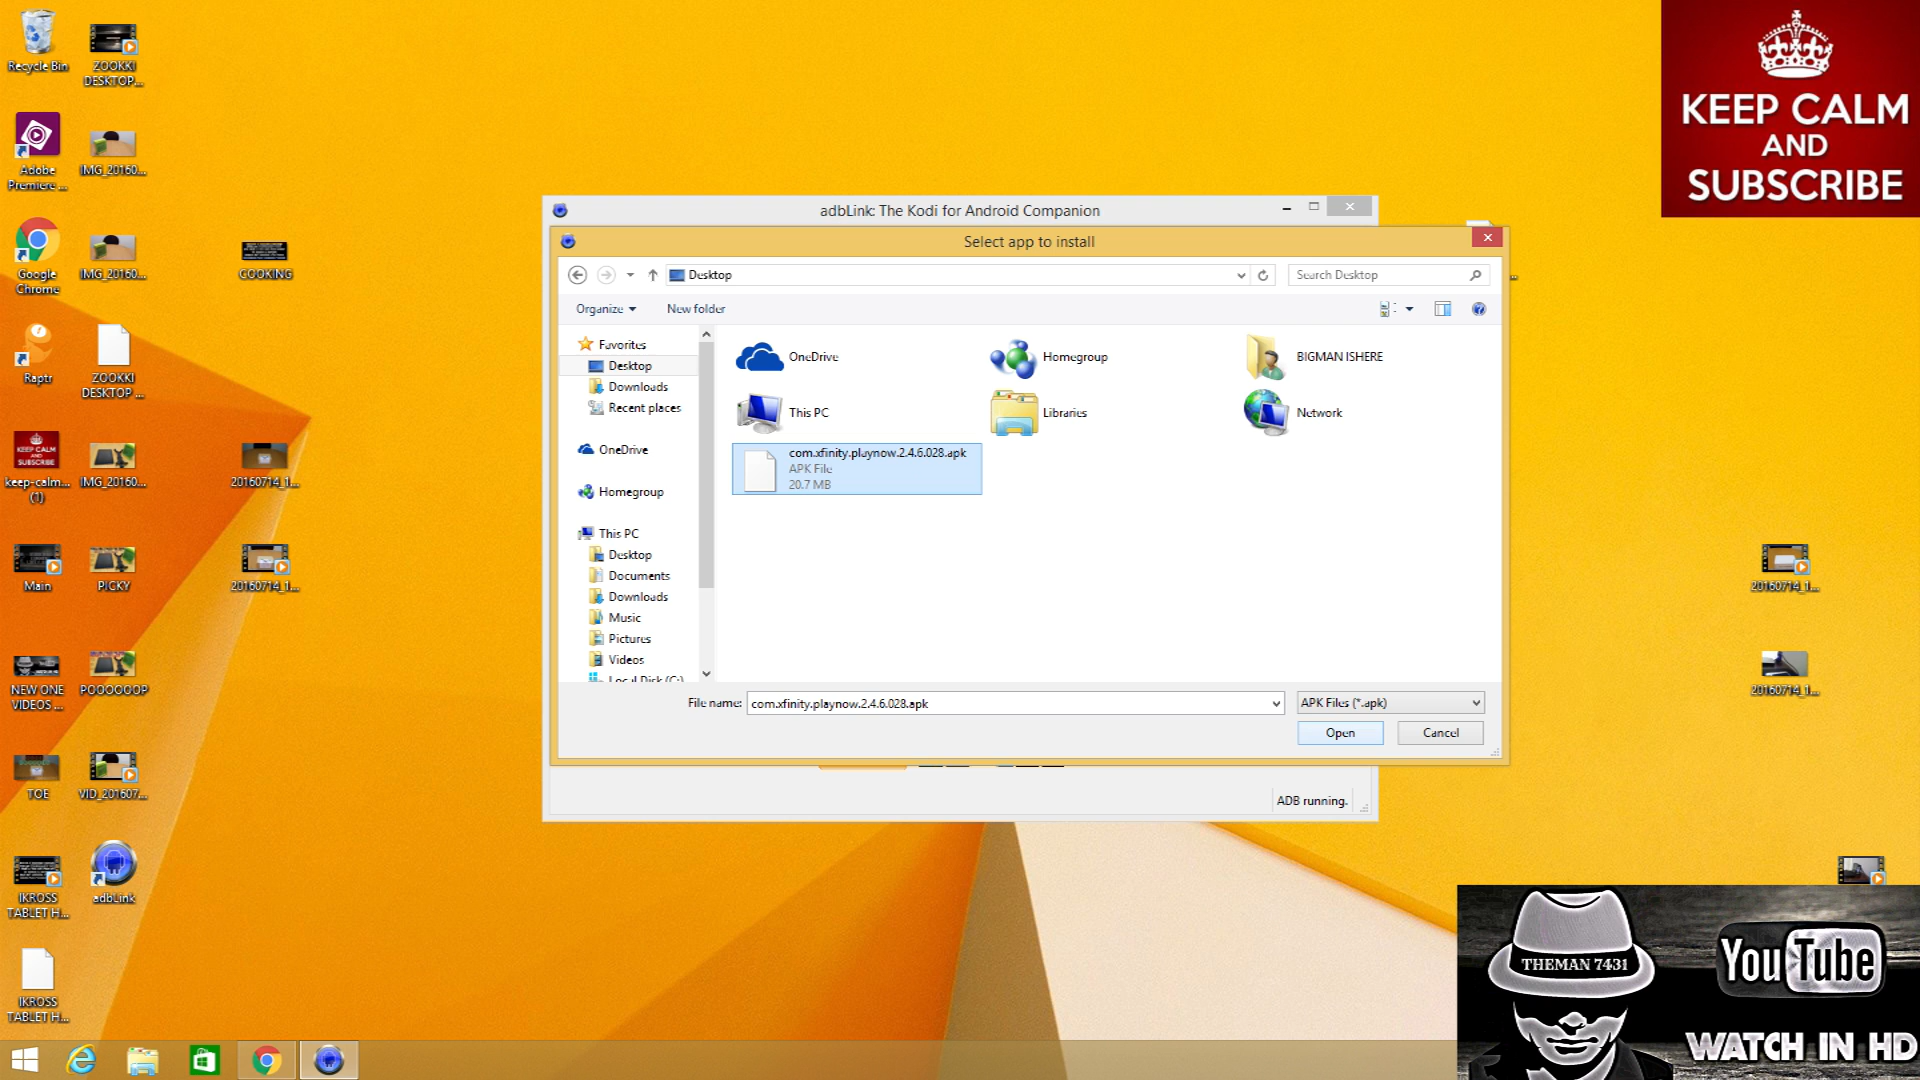 Recycle Bin
ZOOKKI
DESKTOP...
Adobe
Premiere ...
IMG_20160...
Google
Chrome
IMG_20160...
COOKING
Raptr
ZOOKKI
DESKTOP ...
KEEP CALM
AND
SUBSCRIBE
keep-calm...
(1)
IMG_20160...
20160714_1...
Main
PICKY
20160714_1...
NEW ONE
VIDEOS ...
POOOOOOP
TOE
VID_201607...
IKROSS
TABLET H...
adbLink
IKROSS
TABLET H...
adbLink: The Kodi for Android Companion
Select app to install
Desktop
Search Desktop
Organize
New folder
Favorites
Desktop
Downloads
Recent places
OneDrive
Homegroup
This PC
Desktop
Documents
Downloads
Music
Pictures
Videos
Local Disk (C:)
OneDrive
Homegroup
BIGMAN ISHERE
This PC
Libraries
Network
com.xfinity.playnow.2.4.6.028.apk
APK File
20.7 MB
File name:
com.xfinity.playnow.2.4.6.028.apk
APK Files (*.apk)
Open
Cancel
ADB running.
KEEP CALM
AND
SUBSCRIBE
20160714_1...
20160714_1...
THEMAN 7431
YouTube
WATCH IN HD